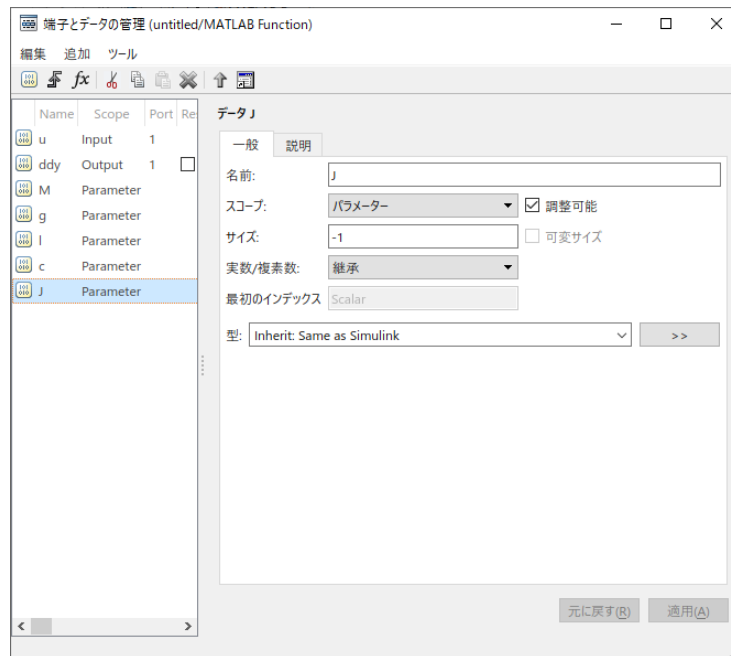 端子とデータの管理 (untitled/MATLAB Function)
編集 追加 ツール
fx
Name Scope Port Re
u Input 1
ddy Output 1
M Parameter
g Parameter
l Parameter
c Parameter
J Parameter
データ J
一般 説明
名前: J
スコープ: パラメーター 調整可能
サイズ: -1 可変サイズ
実数/複素数: 継承
最初のインデックス Scalar
型: Inherit: Same as Simulink >>
元に戻す(R) 適用(A)